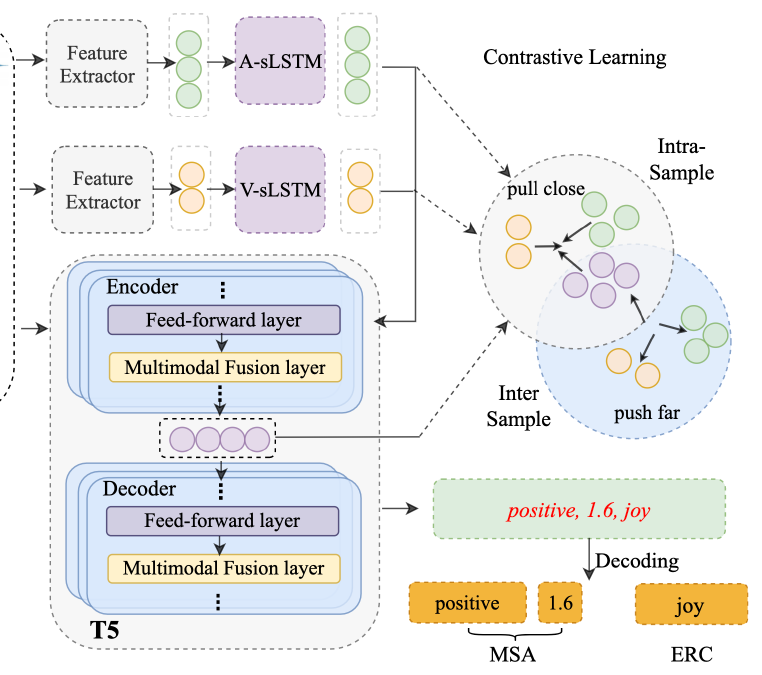 Feature
Extractor
A-sLSTM
Contrastive Learning
Feature
Extractor
V-sLSTM
Intra-
Sample
pull close
Encoder
Feed-forward layer
Multimodal Fusion layer
Inter
Sample
push far
Decoder
Feed-forward layer
Multimodal Fusion layer
T5
positive, 1.6, joy
Decoding
positive
1.6
joy
MSA
ERC